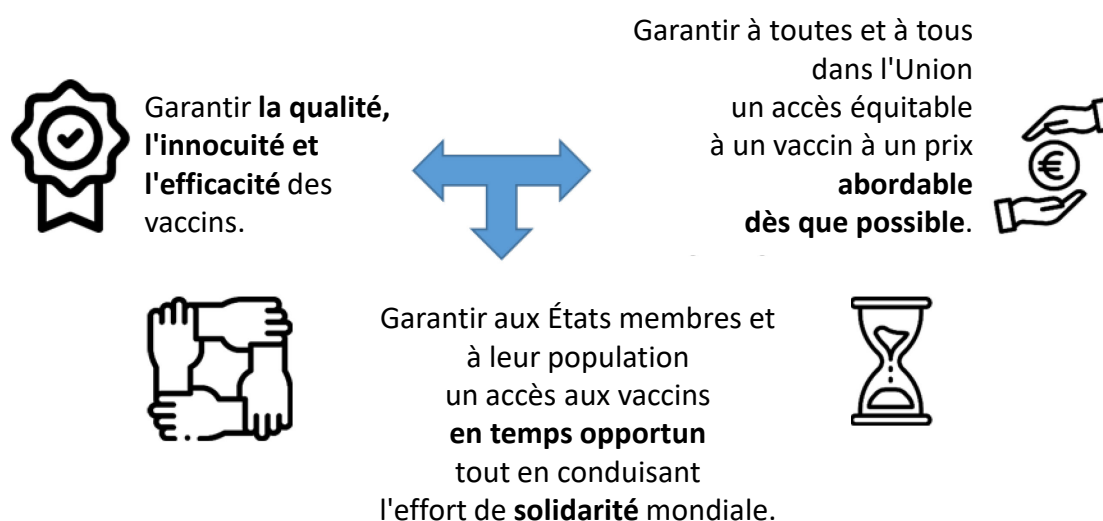 Garantir la qualité,
l'innocuité et
l'efficacité des
vaccins.
Garantir à toutes et à tous
dans l'Union
un accès équitable
à un vaccin à un prix
abordable
dès que possible.
€
Garantir aux États membres et
à leur population
un accès aux vaccins
en temps opportun
tout en conduisant
l'effort de solidarité mondiale.